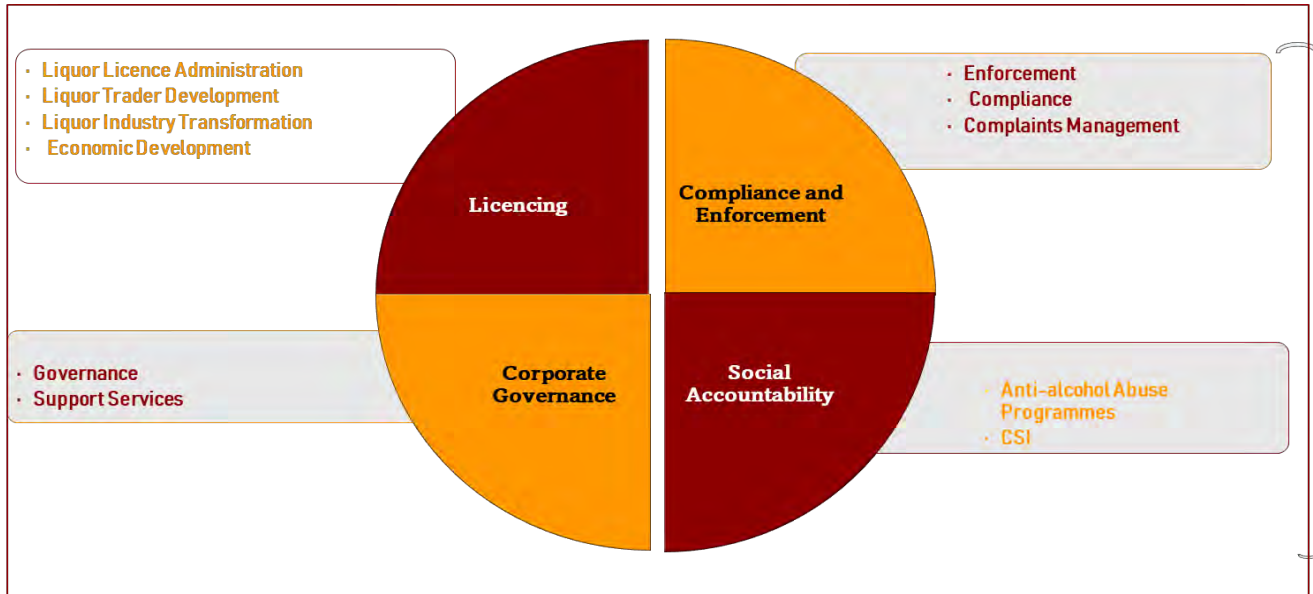 · Liquor Licence Administration
· Liquor Trader Development
· Liquor Industry Transformation
· Economic Development
Licencing
· Enforcement
· Compliance
· Complaints Management
Compliance and
Enforcement
· Governance
· Support Services
Corporate
Governance
Social
Accountability
· Anti-alcohol Abuse
Programmes
· CSI